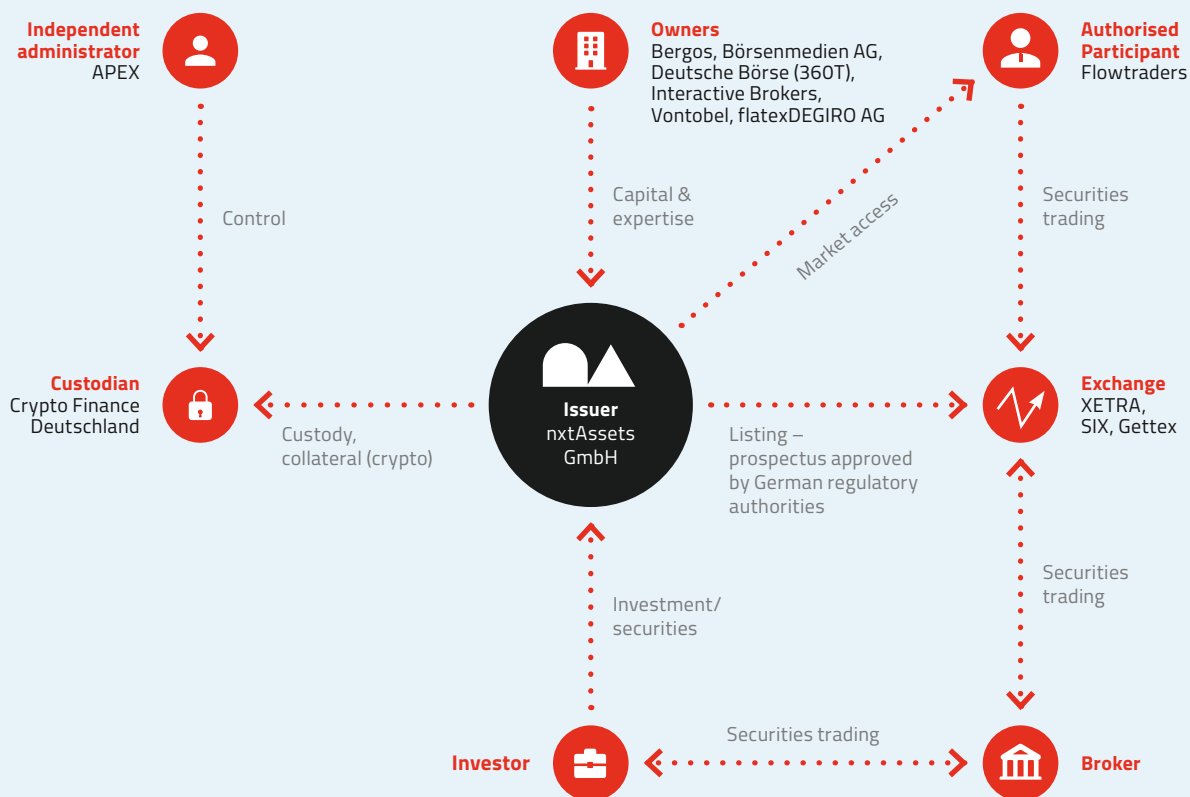 Independent
administrator
APEX
Owners
Bergos, Börsenmedien AG,
Deutsche Börse (360T),
Interactive Brokers,
Vontobel, flatexDEGIRO AG
Authorised
Participant
Flowtraders
Control
Capital &
expertise
Market access
Securities
trading
Custodian
Crypto Finance
Deutschland
Custody,
collateral (crypto)
Issuer
nxtAssets
GmbH
Listing –
prospectus approved
by German regulatory
authorities
Exchange
XETRA,
SIX, Gettex
Investment/
securities
Securities
trading
Investor
Securities trading
Broker